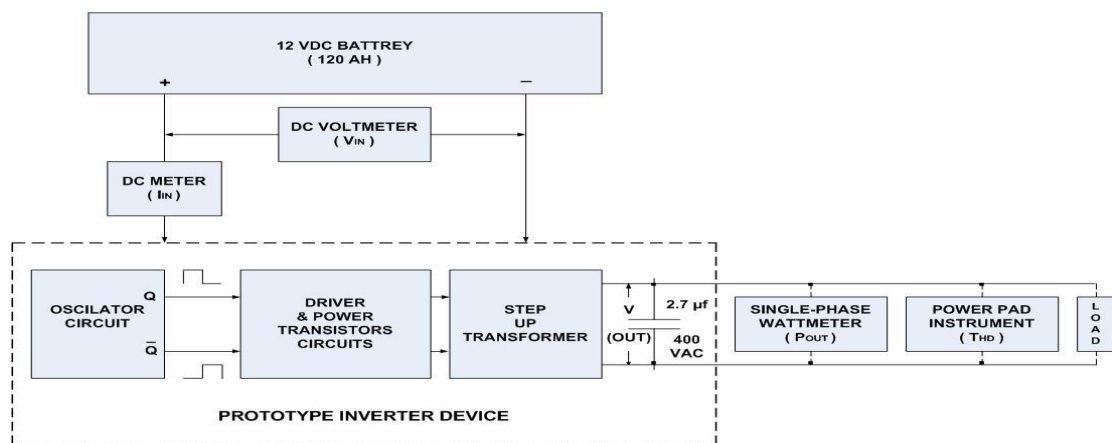 12 VDC BATTREY
( 120 AH )
+
–
DC VOLTMETER
( VIN )
DC METER
( IIN )
OSCILATOR
CIRCUIT
Q
Q̅
DRIVER
& POWER
TRANSISTORS
CIRCUITS
STEP
UP
TRANSFORMER
V
(OUT)
2.7 µf
400
VAC
SINGLE-PHASE
WATTMETER
( POUT )
POWER PAD
INSTRUMENT
( THD )
LOAD
PROTOTYPE INVERTER DEVICE